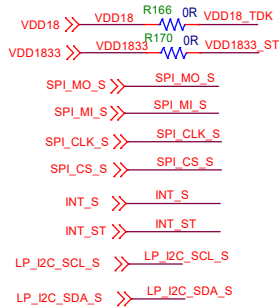 R166 0R
VDD18 VDD18 VDD18_TDK
R170 0R
VDD1833 VDD1833 VDD1833_ST
SPI_MO_S SPI_MO_S
SPI_MI_S SPI_MI_S
SPI_CLK_S SPI_CLK_S
SPI_CS_S SPI_CS_S
INT_S INT_S
INT_ST INT_ST
LP_I2C_SCL_S LP_I2C_SCL_S
LP_I2C_SDA_S LP_I2C_SDA_S